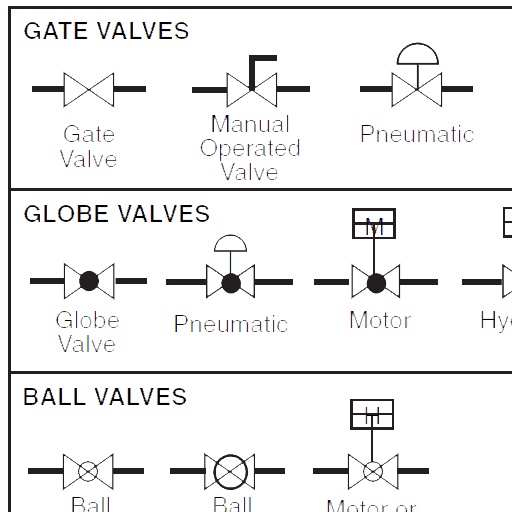 GATE VALVES
Gate
Valve
Manual
Operated
Valve
Pneumatic
GLOBE VALVES
M
Globe
Valve
Pneumatic
Motor
Hy
BALL VALVES
H
Ball
Ball
Motor or